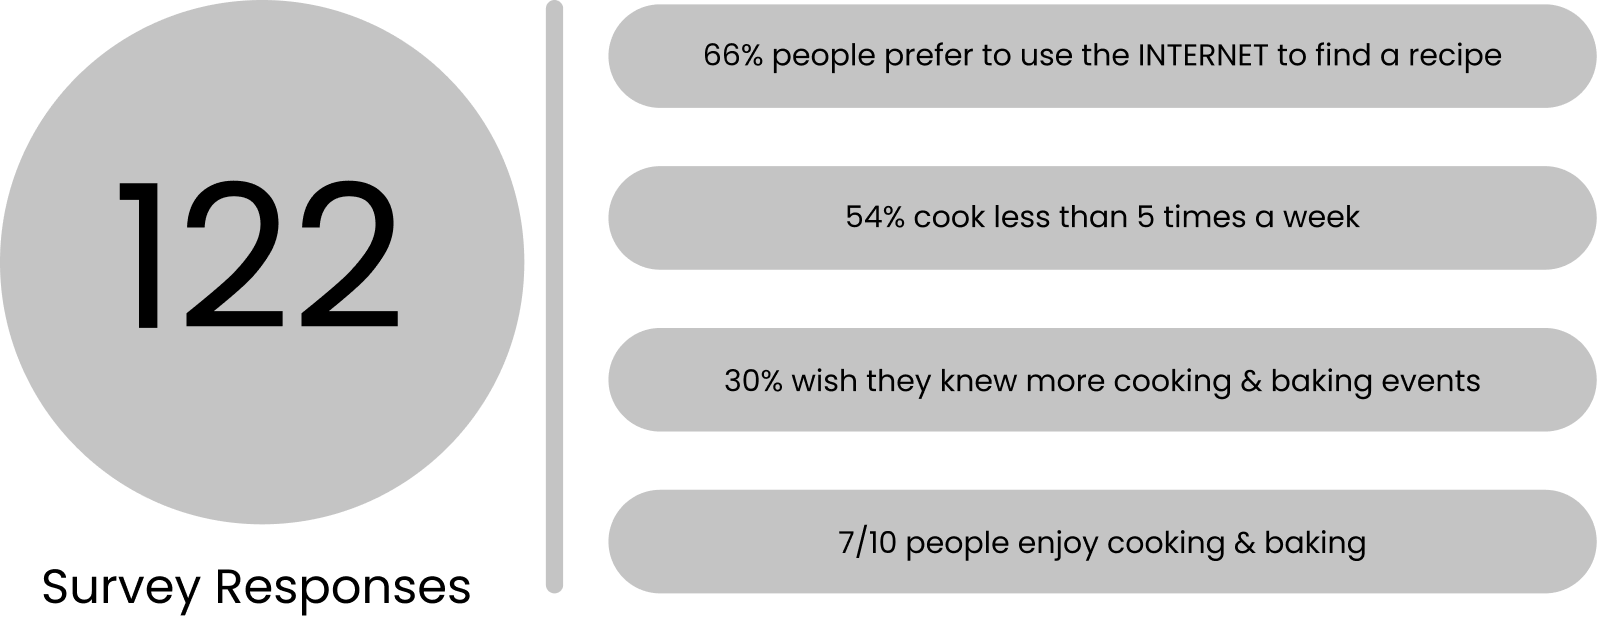 122
Survey Responses
66% people prefer to use the INTERNET to find a recipe
54% cook less than 5 times a week
30% wish they knew more cooking & baking events
7/10 people enjoy cooking & baking